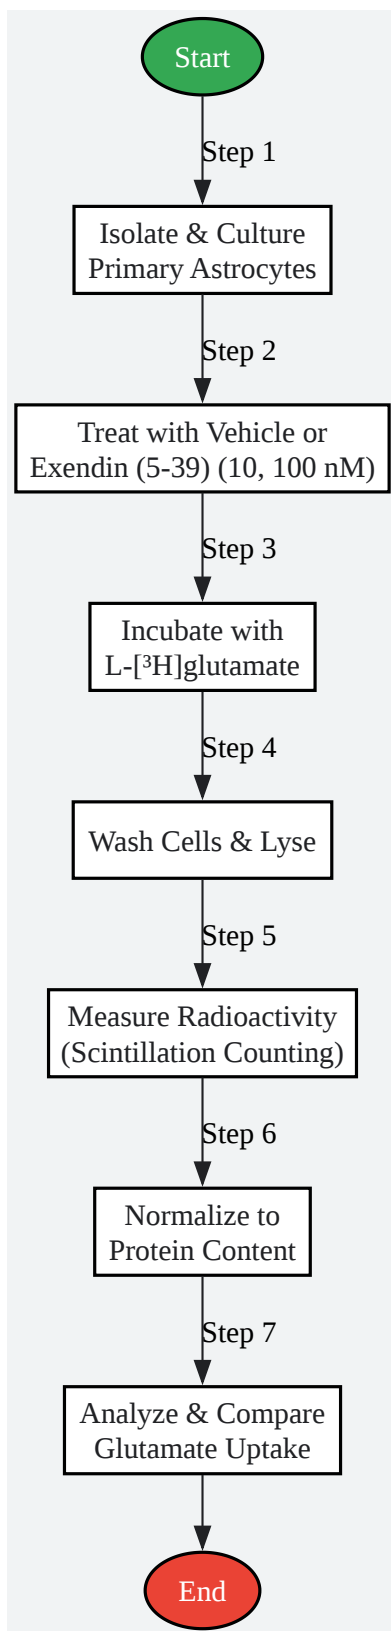 Start
Step 1
Isolate & Culture
Primary Astrocytes
Step 2
Treat with Vehicle or
Exendin (5-39) (10, 100 nM)
Step 3
Incubate with
L-[³H]glutamate
Step 4
Wash Cells & Lyse
Step 5
Measure Radioactivity
(Scintillation Counting)
Step 6
Normalize to
Protein Content
Step 7
Analyze & Compare
Glutamate Uptake
End